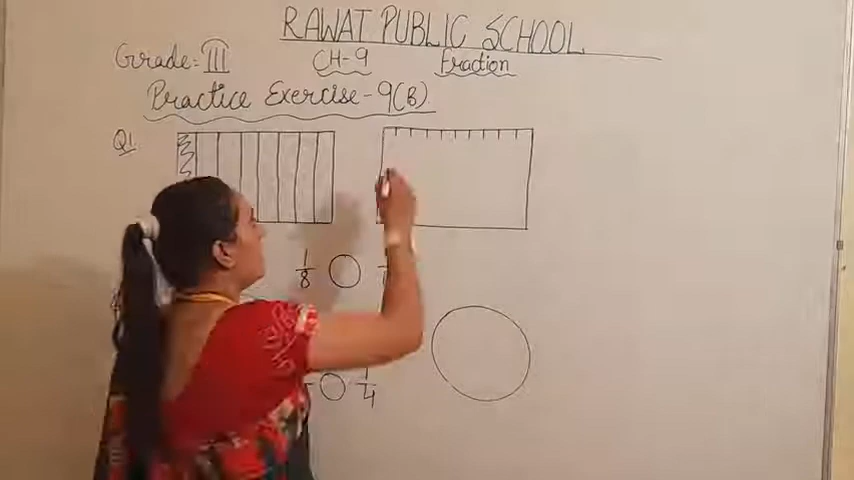 RAWAT PUBLIC SCHOOL
Grade:- III CH-9 Fraction
Practice Exercise-9(B)
Q1
1/8
1/4